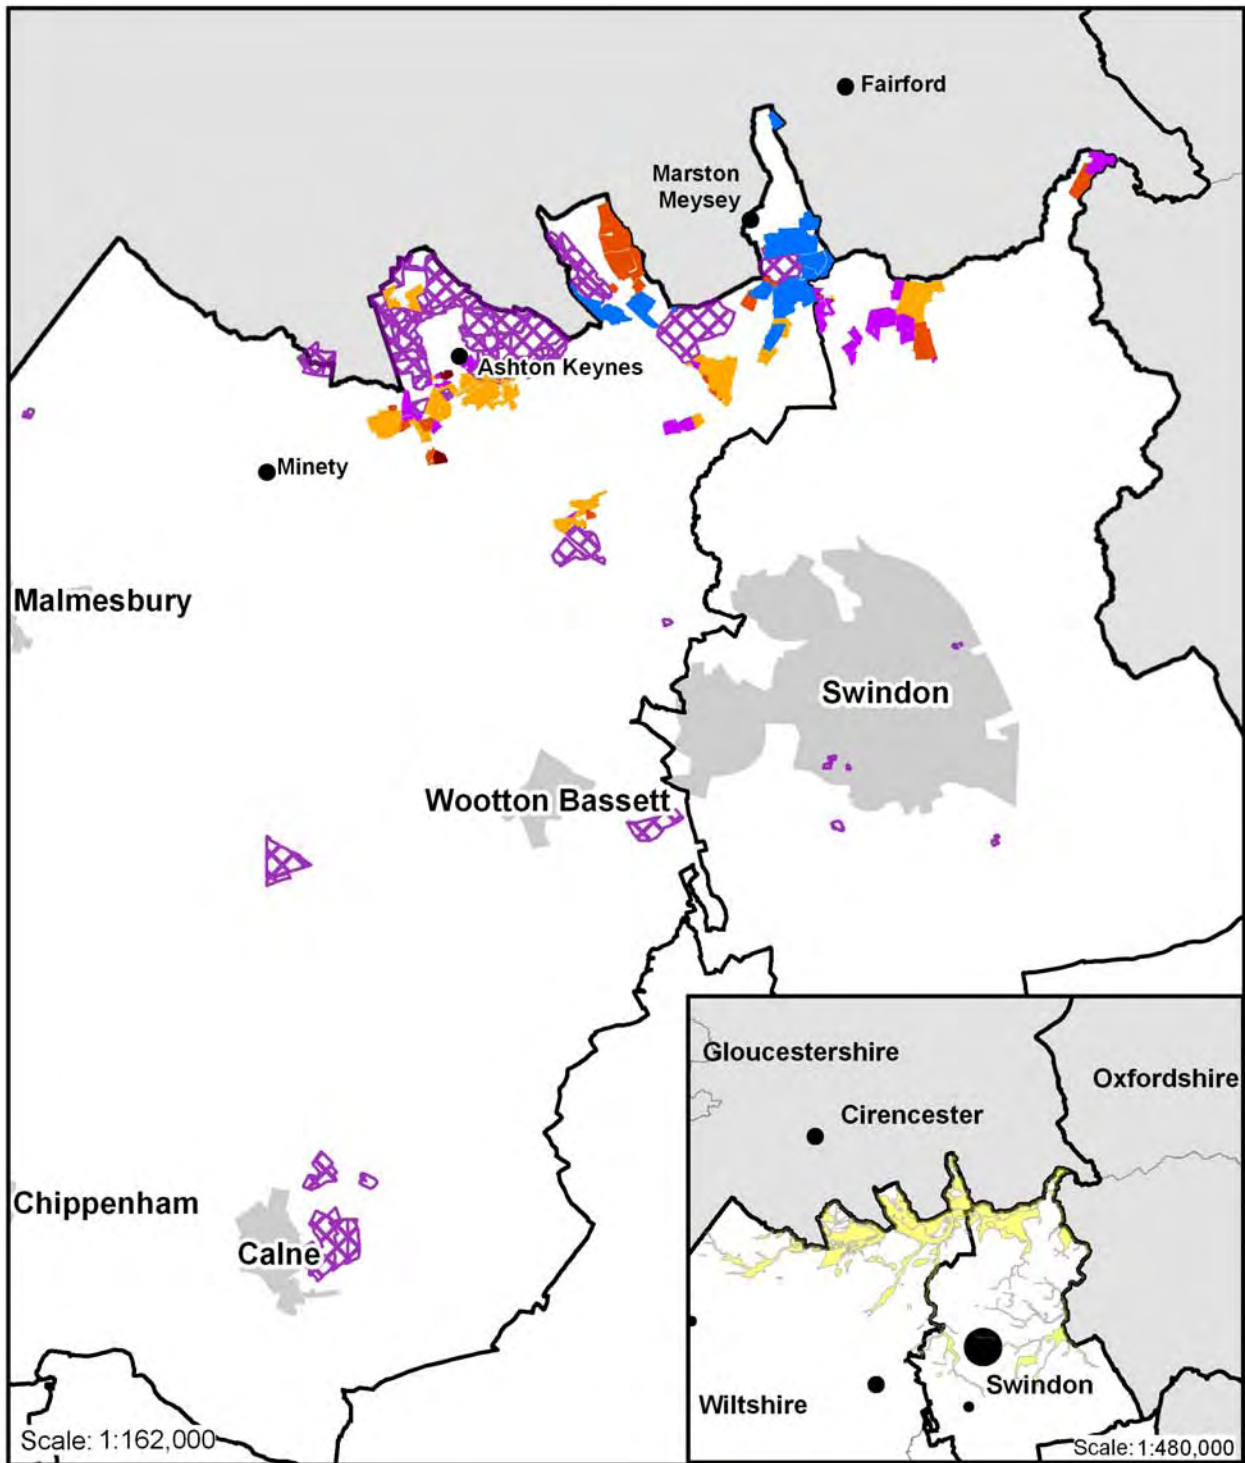 Fairford
Marston
Meysey
Ashton Keynes
Minety
Malmesbury
Swindon
Wootton Bassett
Chippenham
Calne
Scale: 1:162,000
Gloucestershire
Oxfordshire
Cirencester
Swindon
Wiltshire
Scale: 1:480,000